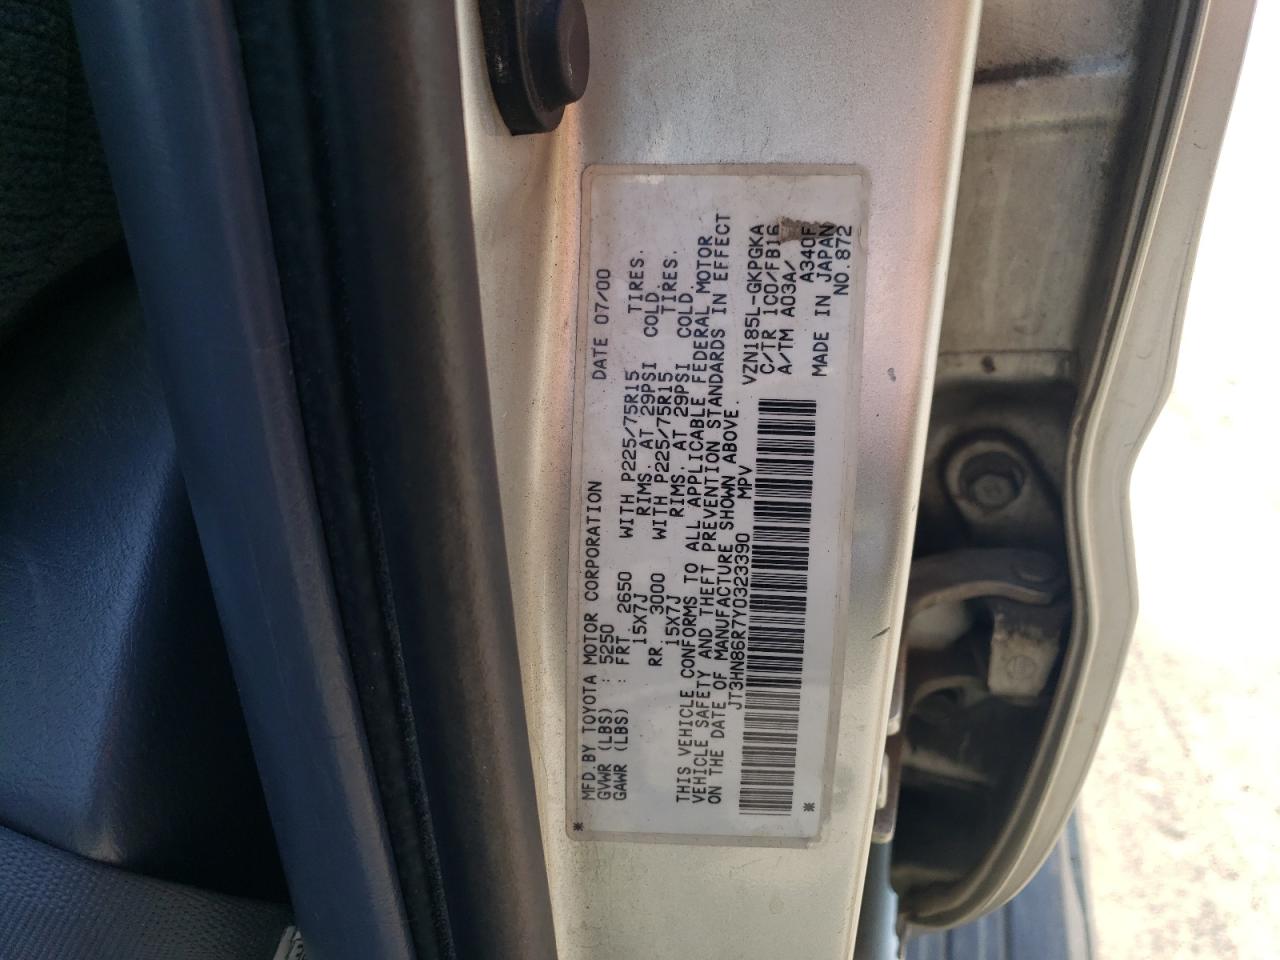 MFD.BY TOYOTA MOTOR CORPORATION DATE 07/00
GVWR (LBS) : 5250
GAWR (LBS) : FRT 2650 WITH P225/75R15 TIRES.
15X7J RIMS. AT 29PSI COLD.
RR 3000 WITH P225/75R15 TIRES.
15X7J RIMS. AT 29PSI COLD.
THIS VEHICLE CONFORMS TO ALL APPLICABLE FEDERAL MOTOR
VEHICLE SAFETY AND THEFT PREVENTION STANDARDS IN EFFECT
ON THE DATE OF MANUFACTURE SHOWN ABOVE.
JT3HN86R7Y0323390 MPV
VZN185L-GKPGKA
C/TR 1C0/FB16
A/TM A03A/
A340F
MADE IN JAPAN
NO.872